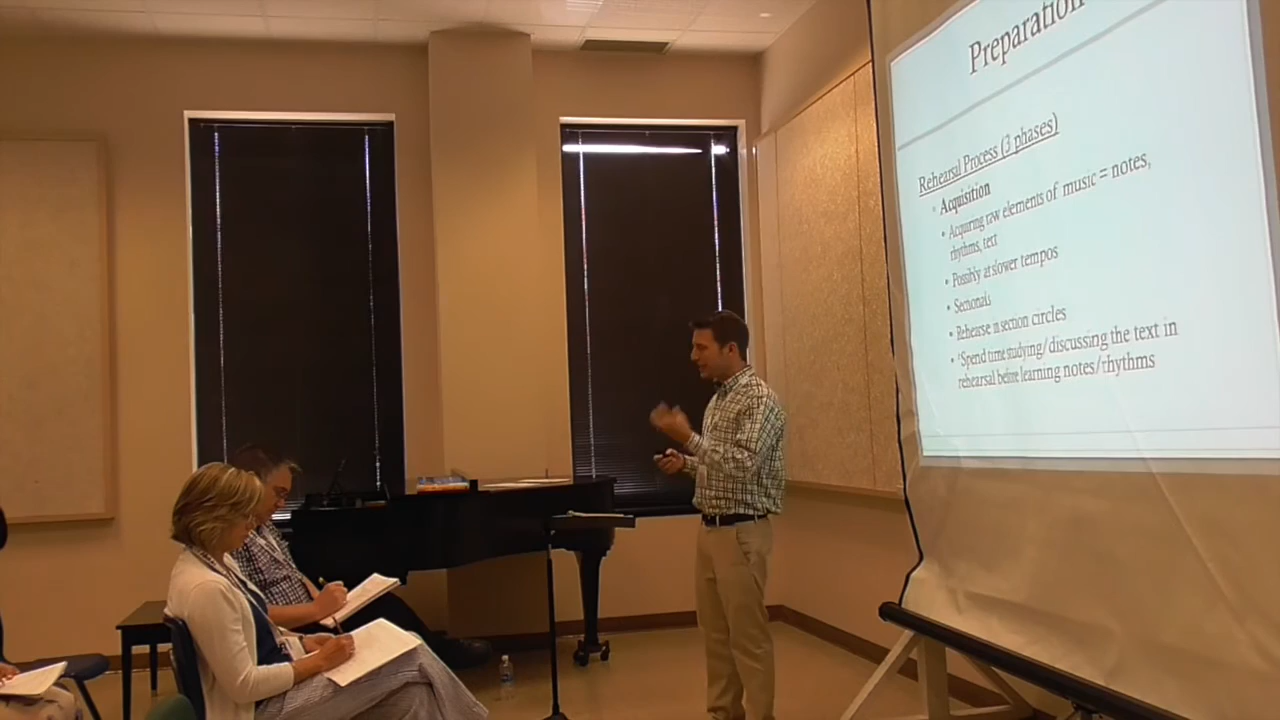 Preparation
Rehearsal Process (3 phases)
• Acquisition
• Acquiring raw elements of music = notes,
rhythms, text
• Possibly at slower tempos
• Sectionals
• Rehearse in section circles
• *Spend time studying/discussing the text in
rehearsal before learning notes/rhythms